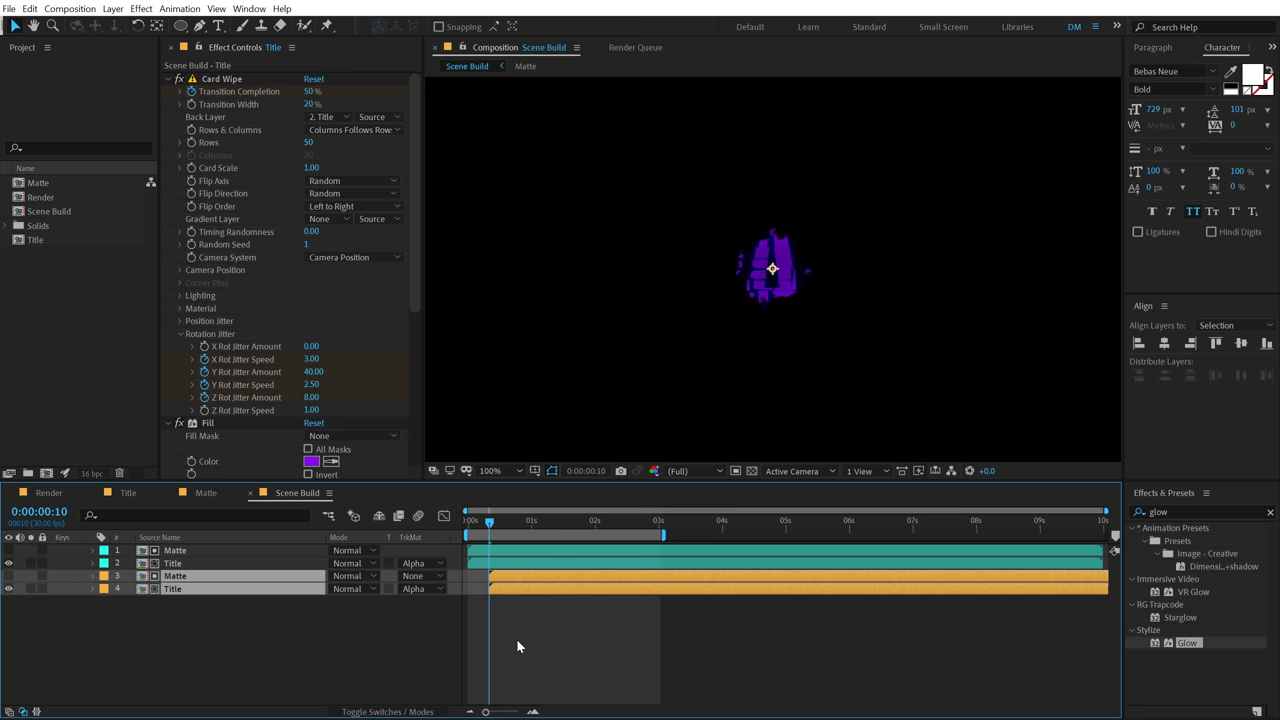 File Edit Composition Layer Effect Animation View Window Help
Snapping
Default Learn Standard Small Screen Libraries DM » Search Help
Project
Name
Matte
Render
Scene Build
Solids
Title
16 bpc
Effect Controls Title
Scene Build • Title
fx Card Wipe Reset
Transition Completion 50 %
Transition Width 20 %
Back Layer 2. Title Source
Rows & Columns Columns Follows Row:
Rows 50
Columns 20
Card Scale 1.00
Flip Axis Random
Flip Direction Random
Flip Order Left to Right
Gradient Layer None Source
Timing Randomness 0.00
Random Seed 1
Camera System Camera Position
Camera Position
Corner Pins
Lighting
Material
Position Jitter
Rotation Jitter
X Rot Jitter Amount 0.00
X Rot Jitter Speed 3.00
Y Rot Jitter Amount 40.00
Y Rot Jitter Speed 2.50
Z Rot Jitter Amount 8.00
Z Rot Jitter Speed 1.00
fx Fill Reset
Fill Mask None
All Masks
Color
Invert
Composition Scene Build Render Queue
Scene Build Matte
100% 0:00:00:10 (Full) Active Camera 1 View +0.0
Paragraph Character »
Bebas Neue
Bold
729 px 101 px
Metrics 0
- px
100 % 100 %
0 px 0 %
Ligatures Hindi Digits
Align
Align Layers to: Selection
Distribute Layers:
Effects & Presets
glow
* Animation Presets
Presets
Image - Creative
Dimensi...+shadow
Immersive Video
VR Glow
RG Trapcode
Starglow
Stylize
Glow
Render Title Matte Scene Build
0:00:00:10
00010 (30.00 fps)
Keys # Source Name Mode T TrkMat
1 Matte Normal
2 Title Normal Alpha
3 Matte Normal None
4 Title Normal Alpha
:00s 01s 02s 03s 04s 05s 06s 07s 08s 09s 10s
Toggle Switches / Modes